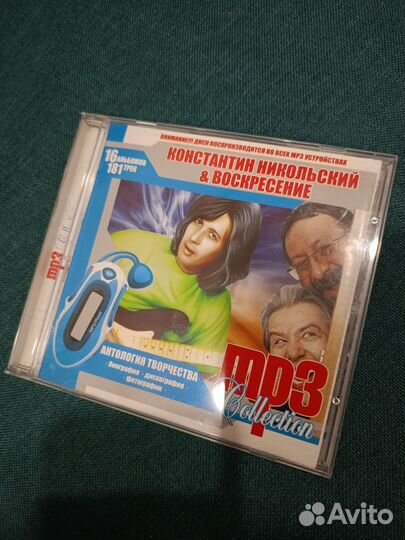 ВНИМАНИЕ!!! ДИСК ВОСПРОИЗВОДИТСЯ ВО ВСЕХ MP3 УСТРОЙСТВАХ
КОНСТАНТИН НИКОЛЬСКИЙ
& ВОСКРЕСЕНИЕ
16 АЛЬБОМОВ
181 ТРЕК
mp3
АНТОЛОГИЯ ТВОРЧЕСТВА
· биография · дискография ·
· фотографии ·
mp3
Collection
Avito